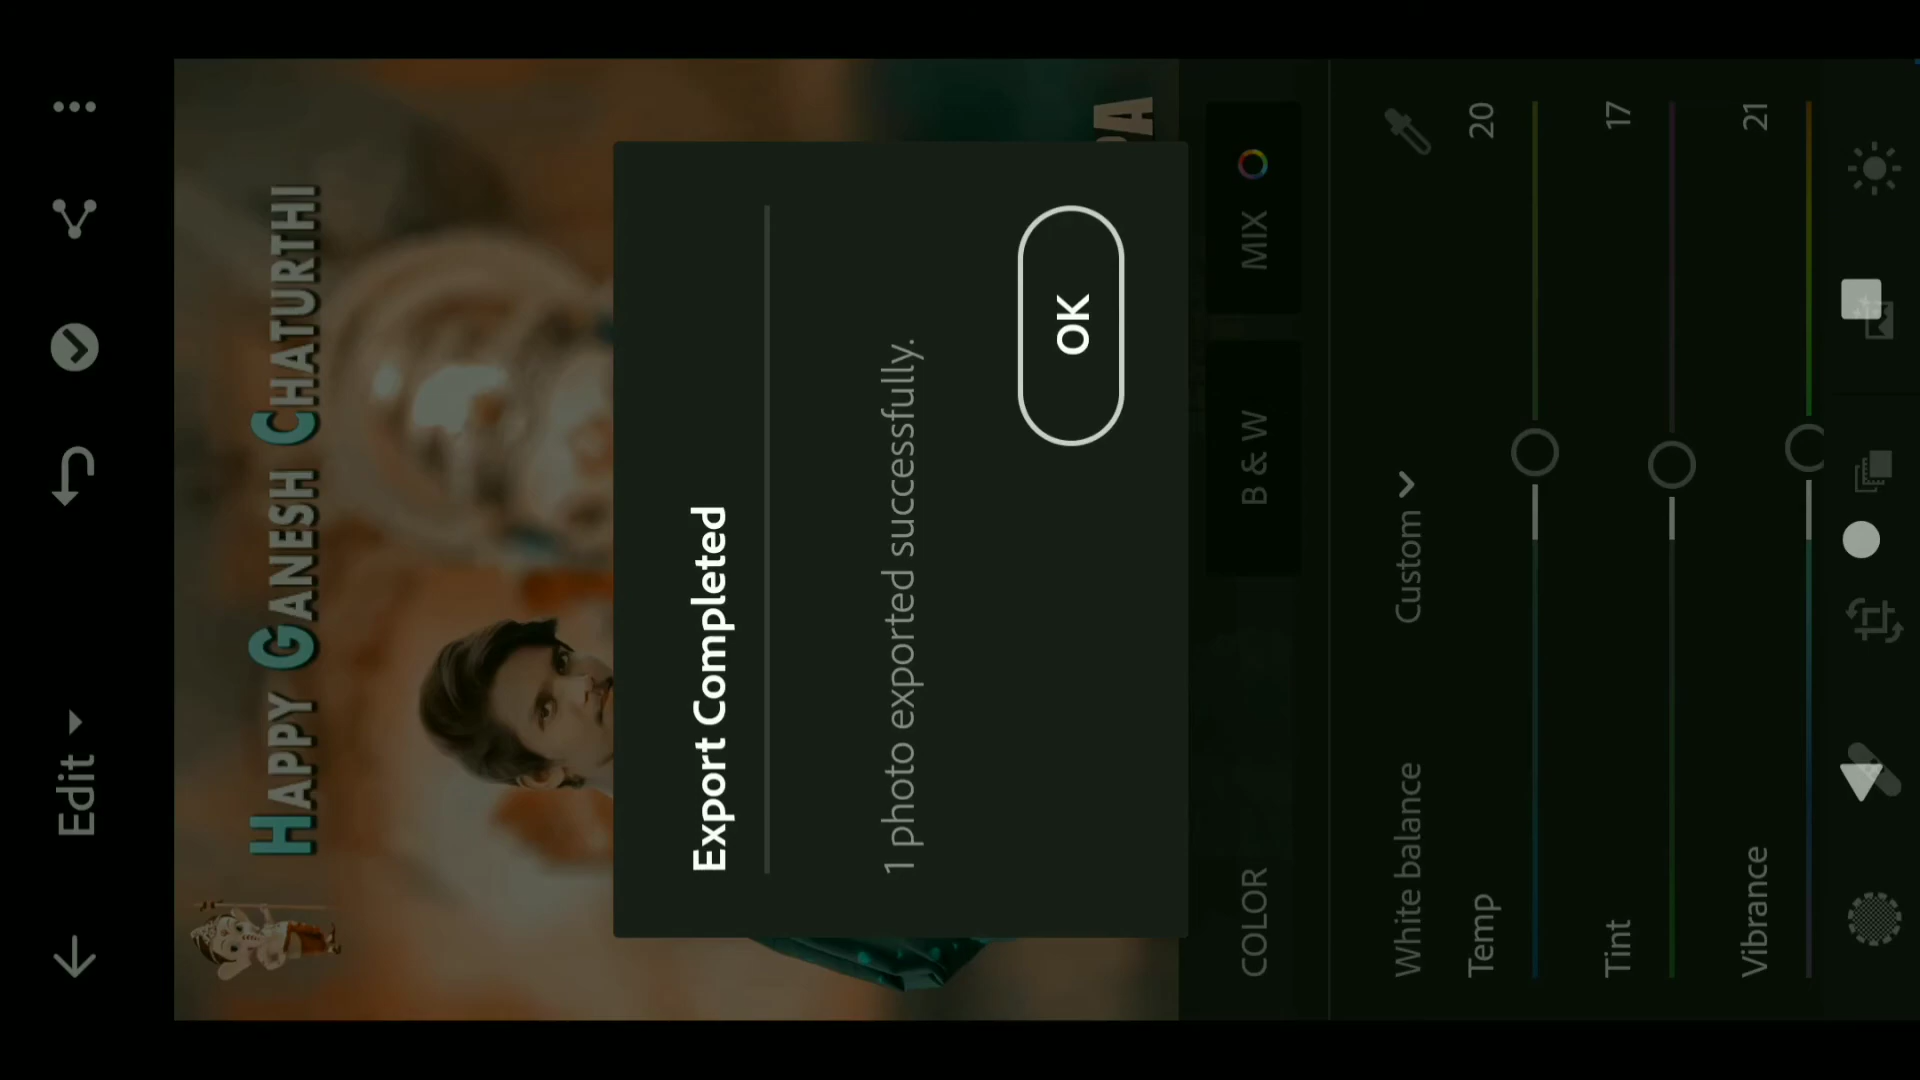 Edit
HAPPY GANESH CHATURTHI
Export Completed
1 photo exported successfully.
OK
PA
COLOR
B & W
MIX
White balance
Custom
Temp
20
Tint
17
Vibrance
21